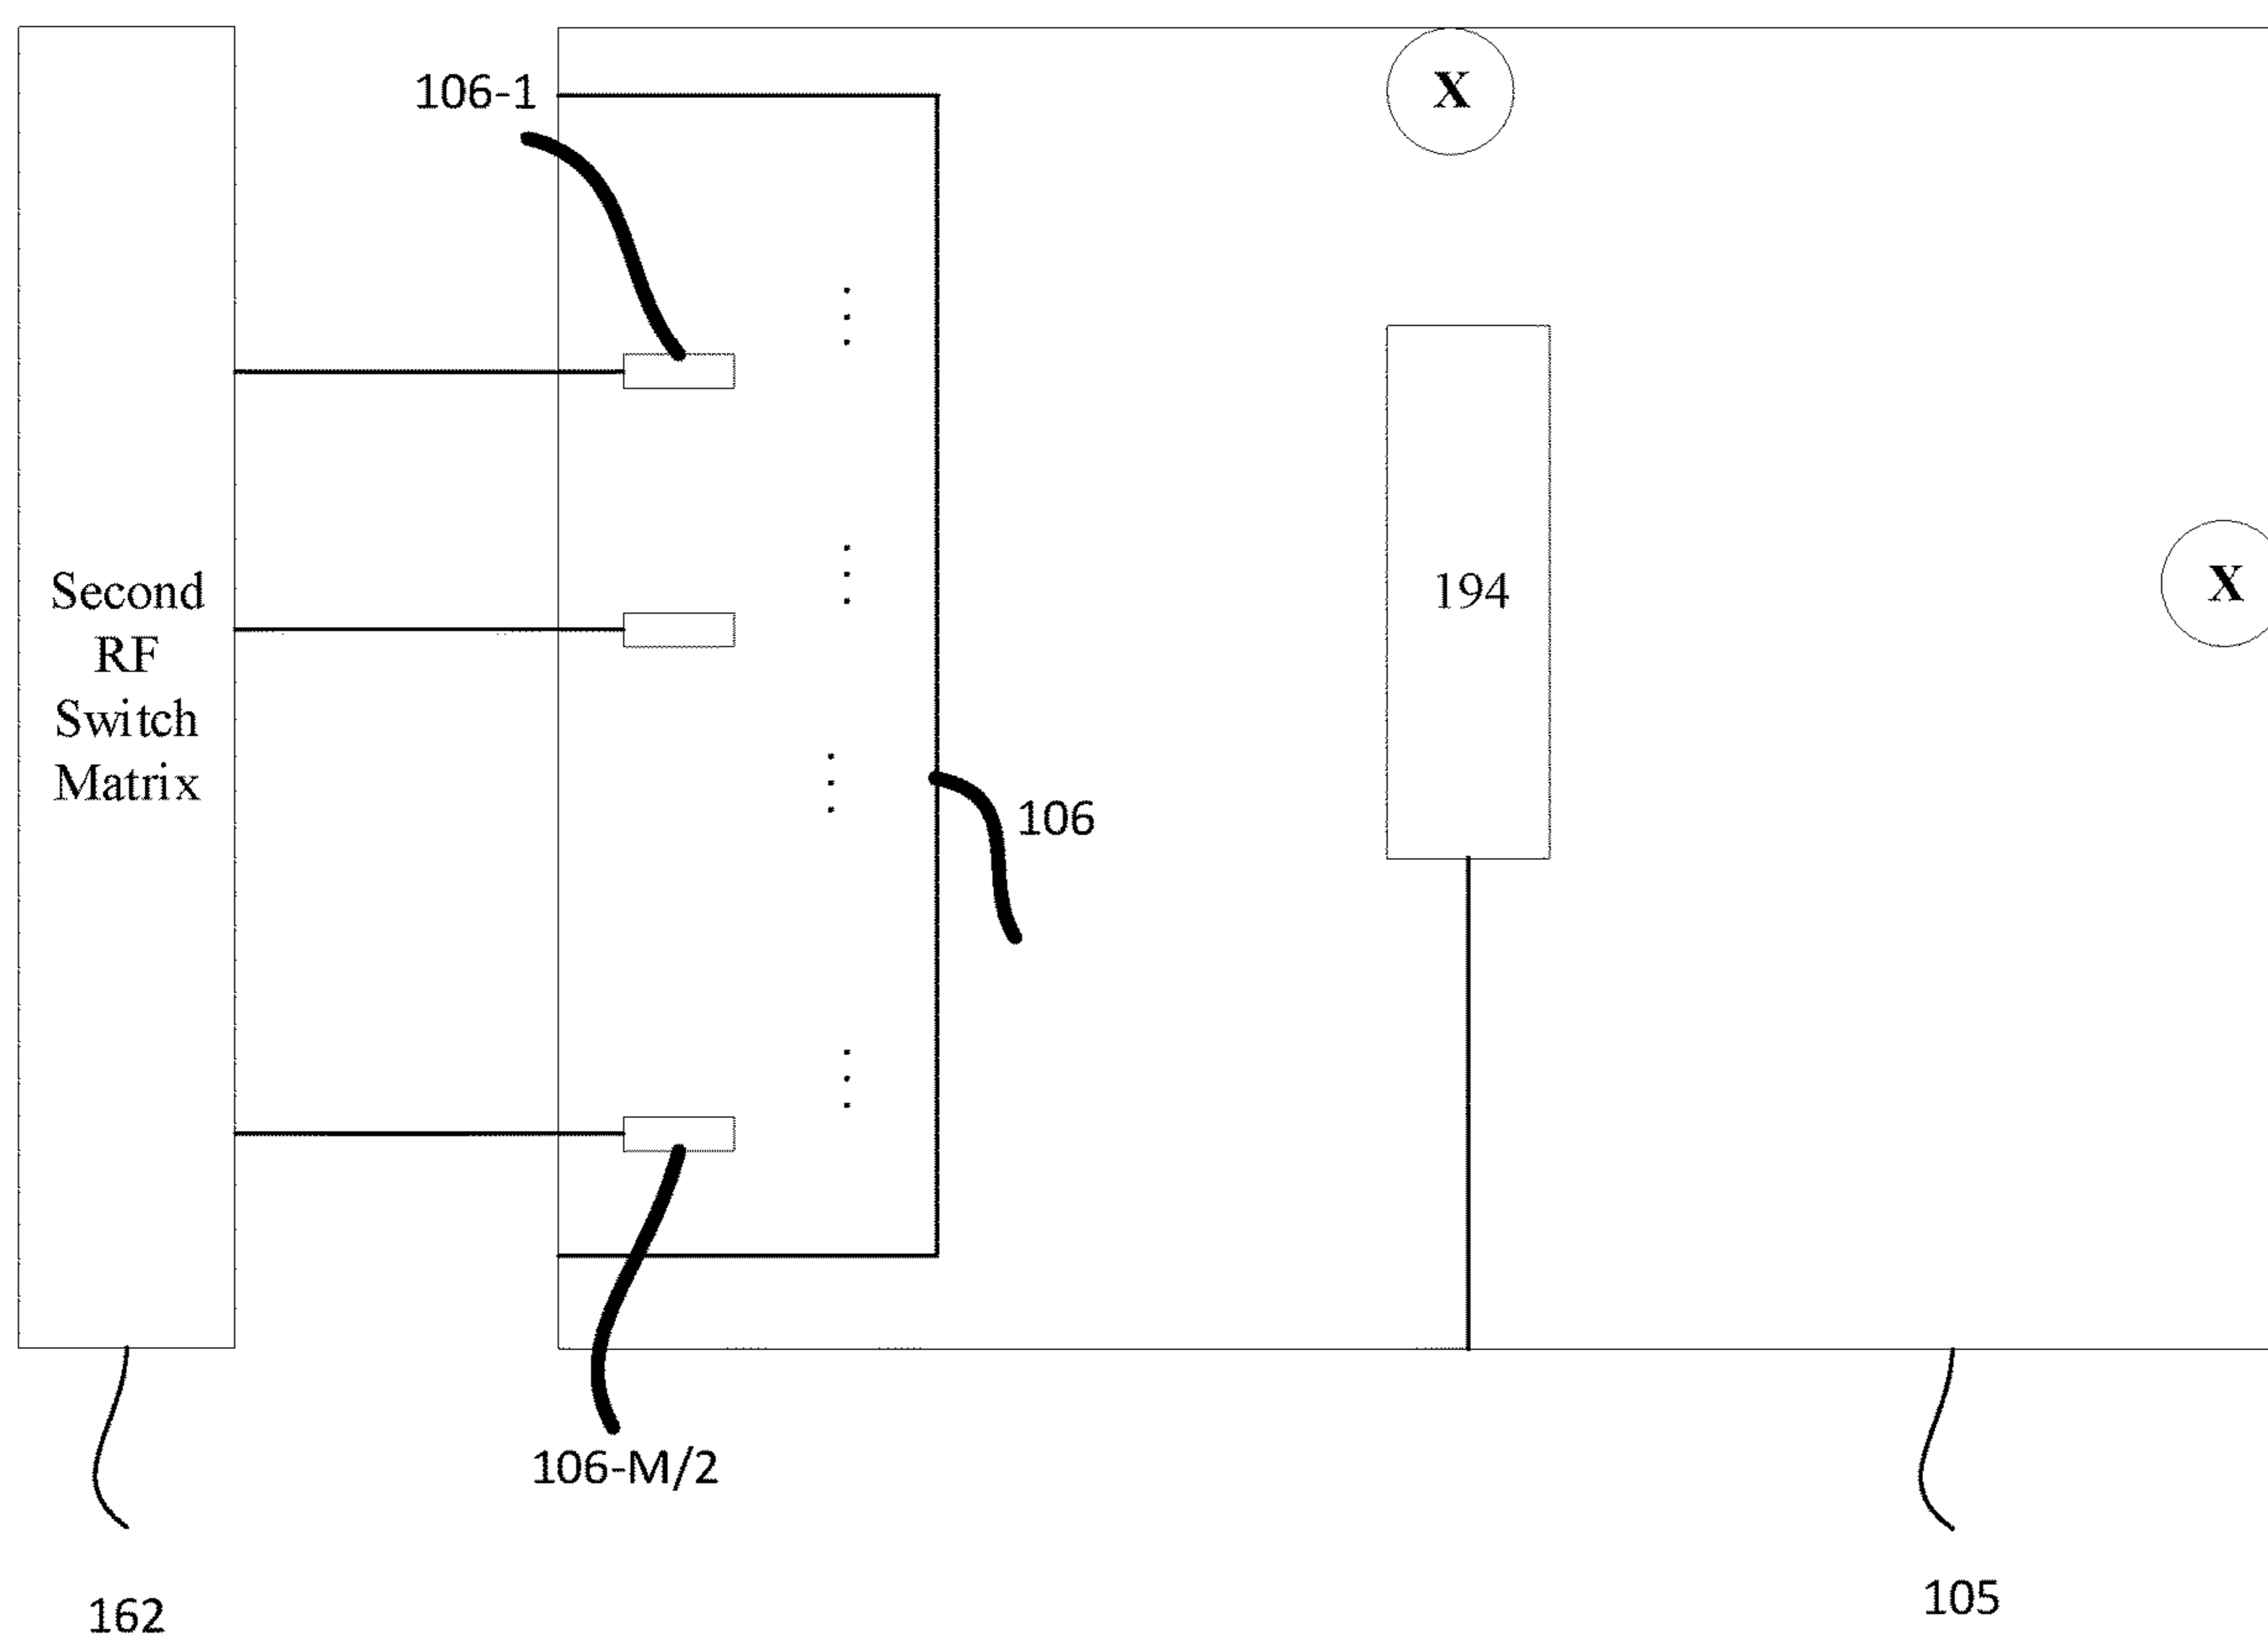 106-1
X
194
X
Second
RF
Switch
Matrix
106
106-M/2
162
105